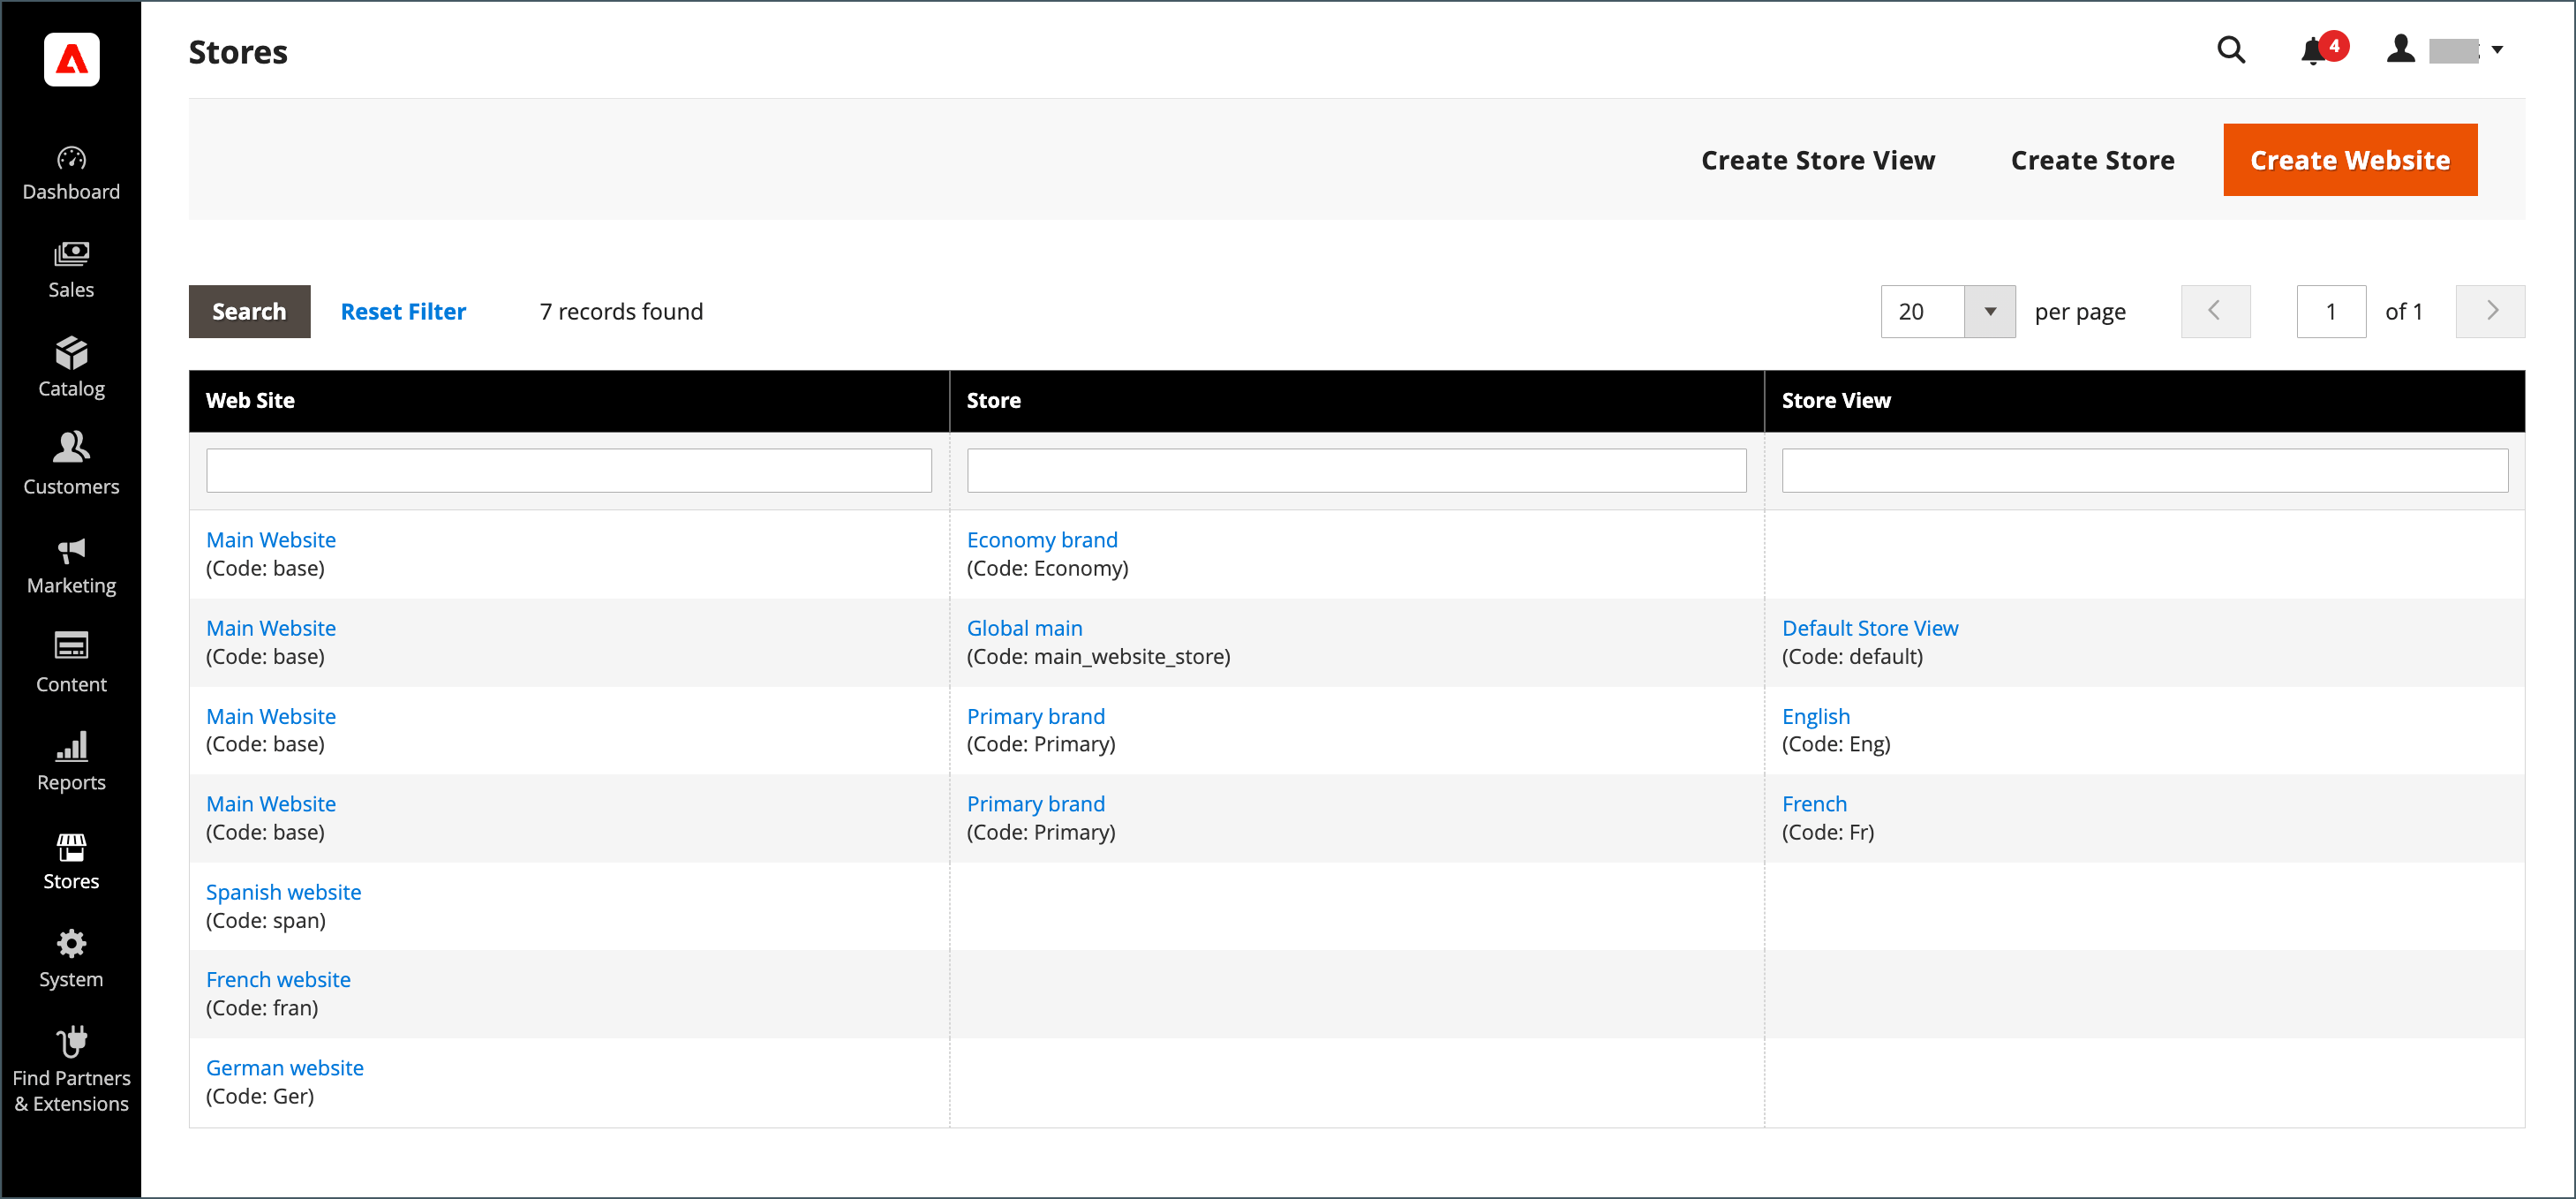 Stores
4
Dashboard
Sales
Catalog
Customers
Marketing
Content
Reports
Stores
System
Find Partners
& Extensions
Create Store View
Create Store
Create Website
Search
Reset Filter
7 records found
20
per page
1
of 1
Web Site
Store
Store View
Main Website
(Code: base)
Economy brand
(Code: Economy)
Main Website
(Code: base)
Global main
(Code: main_website_store)
Default Store View
(Code: default)
Main Website
(Code: base)
Primary brand
(Code: Primary)
English
(Code: Eng)
Main Website
(Code: base)
Primary brand
(Code: Primary)
French
(Code: Fr)
Spanish website
(Code: span)
French website
(Code: fran)
German website
(Code: Ger)